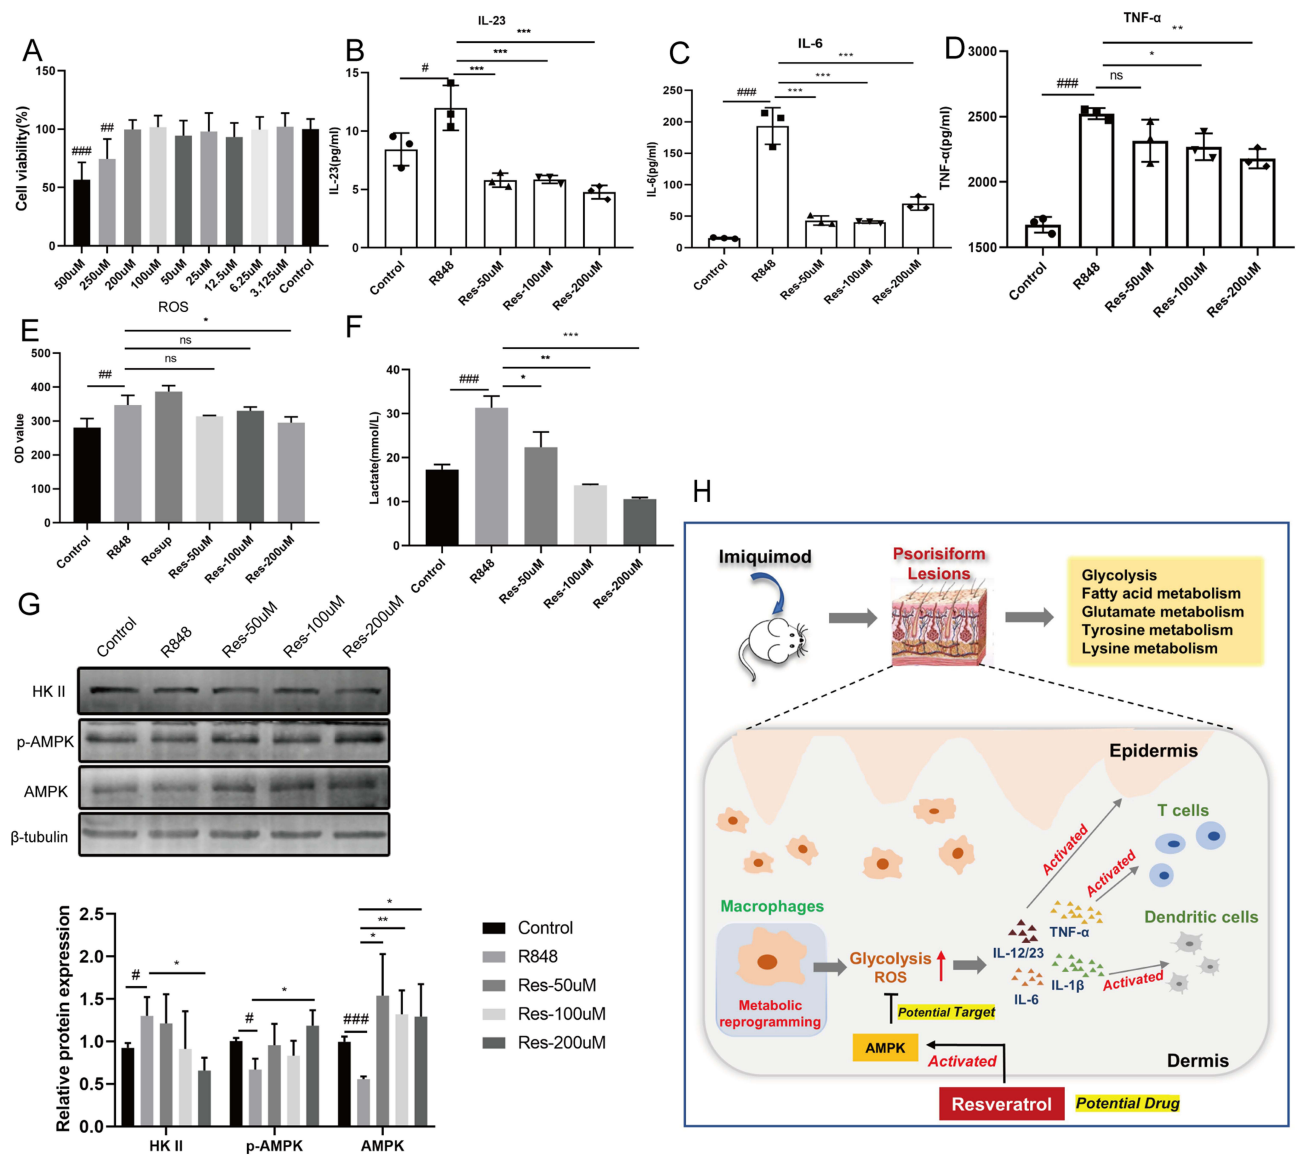 A
Cell viability(%)
150
100
50
0
###
##
500uM
250uM
200uM
100uM
50uM
25uM
12.5uM
6.25uM
3.125uM
Control
B
IL-23
IL-23(pg/ml)
15
10
5
0
#
***
***
***
Control
R848
Res-50uM
Res-100uM
Res-200uM
C
IL-6
IL-6(pg/ml)
250
200
150
100
50
0
###
***
***
***
Control
R848
Res-50uM
Res-100uM
Res-200uM
D
TNF-α
TNF-α(pg/ml)
3000
2500
2000
1500
###
ns
*
**
Control
R848
Res-50uM
Res-100uM
Res-200uM
E
ROS
OD value
500
400
300
200
100
0
##
ns
ns
*
Control
R848
Rosup
Res-50uM
Res-100uM
Res-200uM
F
Lactate(mmol/L)
40
30
20
10
0
###
*
**
***
Control
R848
Res-50uM
Res-100uM
Res-200uM
G
Control
R848
Res-50uM
Res-100uM
Res-200uM
HK II
p-AMPK
AMPK
β-tubulin
Relative protein expression
2.5
2.0
1.5
1.0
0.5
0.0
#
*
#
*
###
*
**
*
HK II
p-AMPK
AMPK
Control
R848
Res-50uM
Res-100uM
Res-200uM
H
Imiquimod
Psorisiform
Lesions
Glycolysis
Fatty acid metabolism
Glutamate metabolism
Tyrosine metabolism
Lysine metabolism
Epidermis
T cells
Activated
Activated
Macrophages
Dendritic cells
TNF-α
IL-12/23
Glycolysis
ROS
IL-1β
IL-6
Activated
Metabolic
reprogramming
Potential Target
AMPK
Activated
Dermis
Resveratrol
Potential Drug